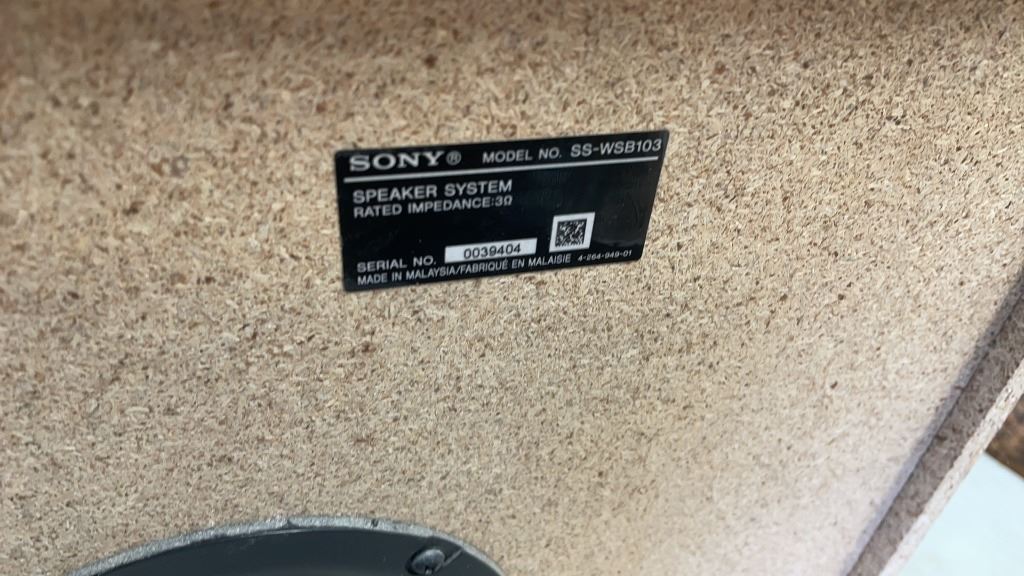 SONY® MODEL NO. SS-WSB103
SPEAKER SYSTEM
RATED IMPEDANCE:3Ω
SERIAL NO. 0039404
MADE IN MALAYSIA/FABRIQUÉ EN MALAISIE 4-264-949-01